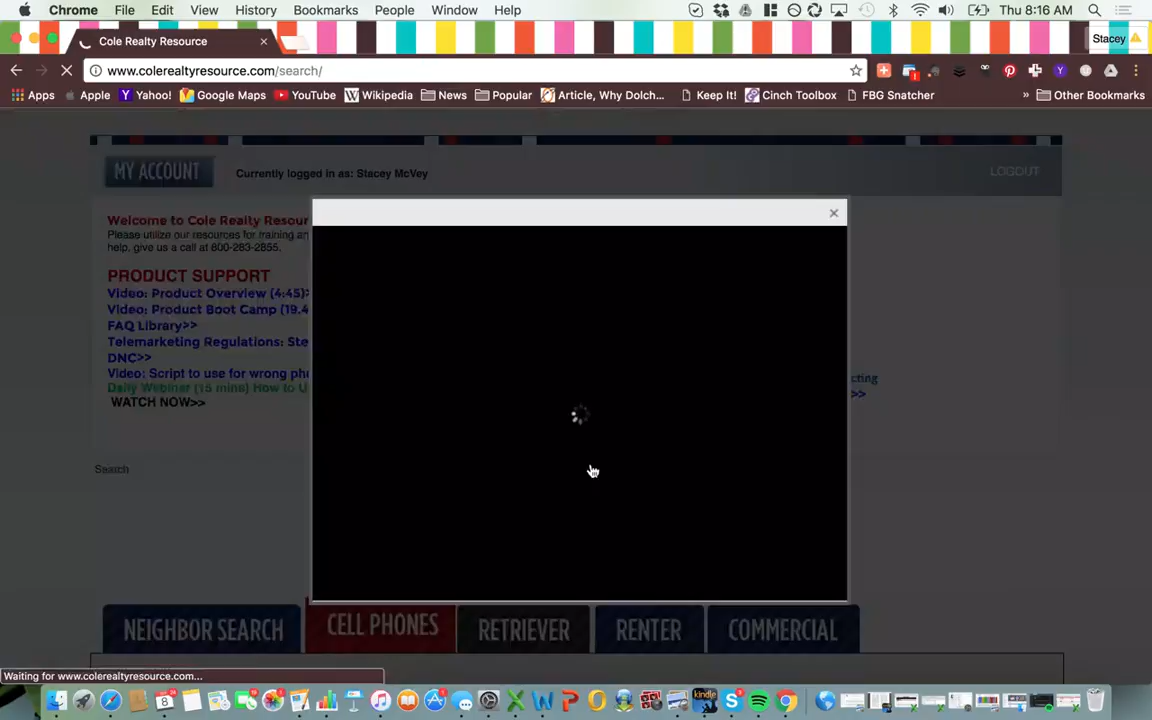 Chrome File Edit View History Bookmarks People Window Help Thu 8:16 AM
Cole Realty Resource Stacey
www.colerealtyresource.com/search/
Apps Apple Yahoo! Google Maps YouTube Wikipedia News Popular Article, Why Dolch... Keep It! Cinch Toolbox FBG Snatcher » Other Bookmarks
MY ACCOUNT Currently logged in as: Stacey McVey LOGOUT
Welcome to Cole Realty Resour
Please utilize our resources for training an
help, give us a call at 800-283-2855.
PRODUCT SUPPORT
Video: Product Overview (4:45)>
Video: Product Boot Camp (19.4
FAQ Library>>
Telemarketing Regulations: Ste
DNC>>
Video: Script to use for wrong ph
Daily Webinar (15 mins) How to U
WATCH NOW>>
cting
>>
Search
NEIGHBOR SEARCH CELL PHONES RETRIEVER RENTER COMMERCIAL
Waiting for www.colerealtyresource.com...
kindle